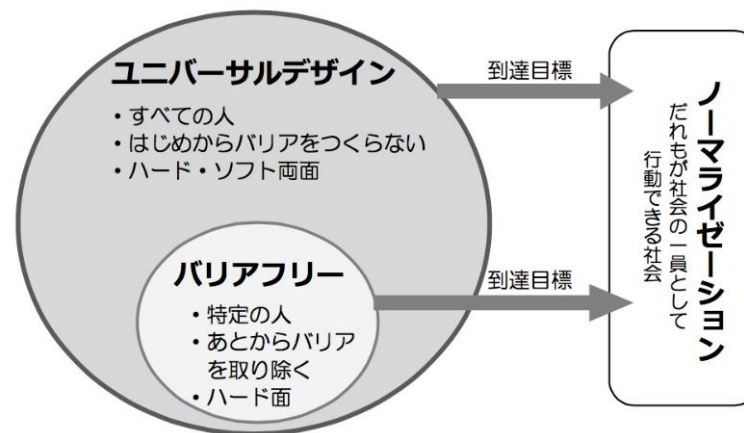 ユニバーサルデザイン
・すべての人
・はじめからバリアをつくらない
・ハード・ソフト両面
バリアフリー
・特定の人
・あとからバリア
を取り除く
・ハード面
到達目標
到達目標
ノーマライゼーション
だれもが社会の一員として
行動できる社会